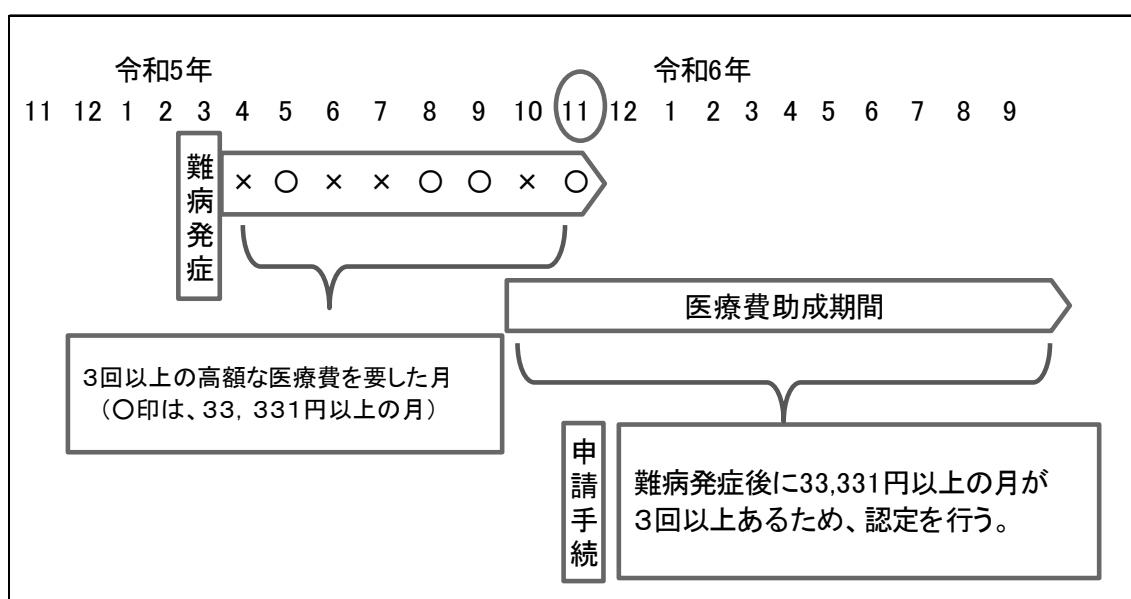 令和5年 令和6年
11 12 1 2 3 4 5 6 7 8 9 10 11 12 1 2 3 4 5 6 7 8 9
難病発症
× ○ × × ○ ○ × ○
医療費助成期間
3回以上の高額な医療費を要した月
(○印は、33,331円以上の月)
申請手続
難病発症後に33,331円以上の月が
3回以上あるため、認定を行う。